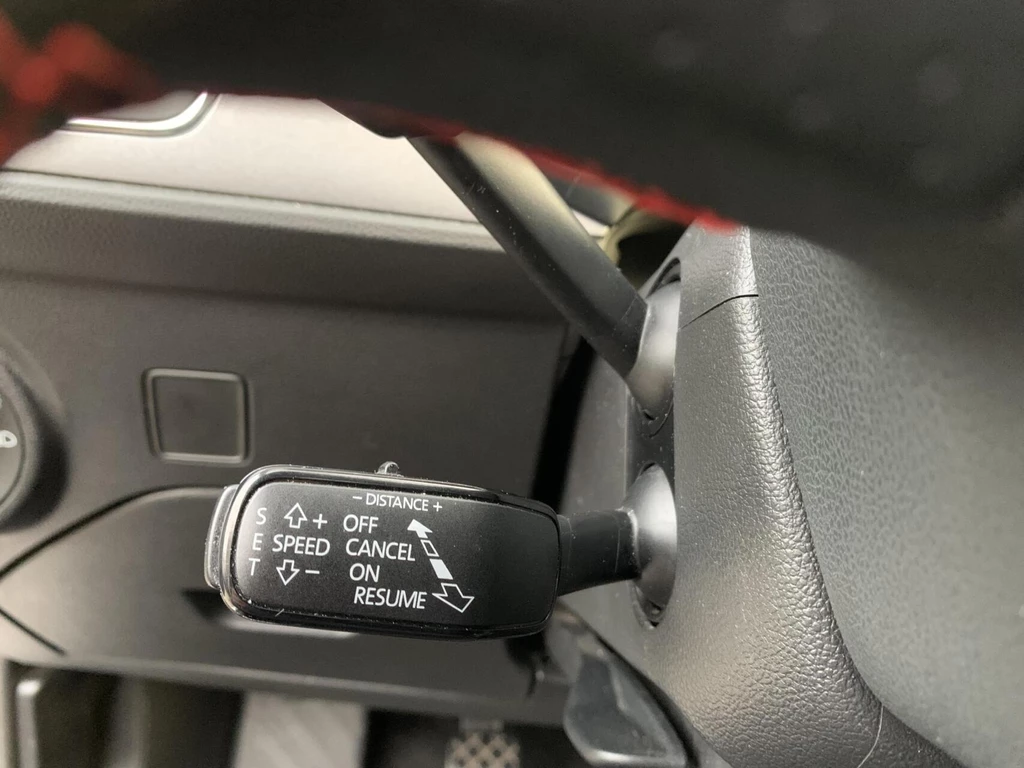 − DISTANCE +
S + OFF
E SPEED CANCEL
T − ON
RESUME